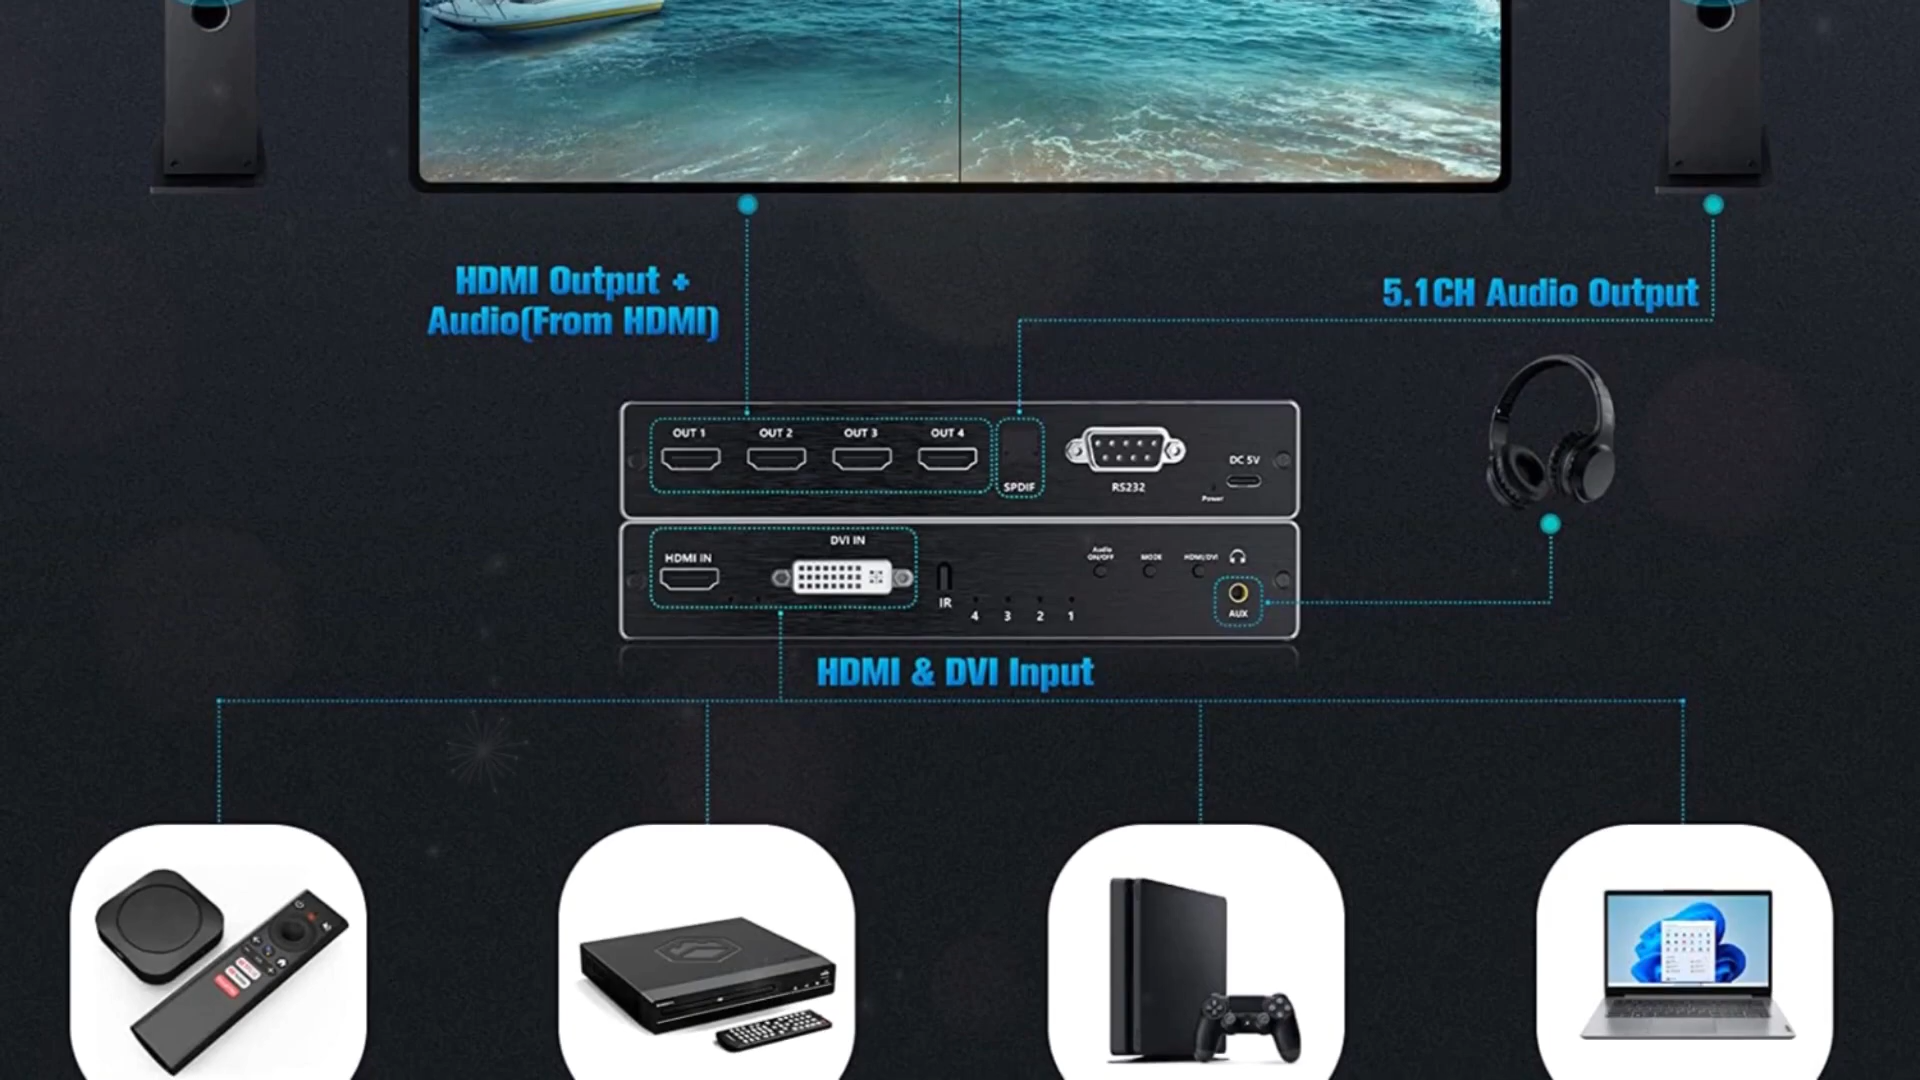 HDMI Output +
Audio(From HDMI)
5.1CH Audio Output
OUT 1 OUT 2 OUT 3 OUT 4
SPDIF
RS232
DC 5V
Power
HDMI IN
DVI IN
IR
4 3 2 1
Audio
ON/OFF
MODE
HDMI/DVI
AUX
HDMI & DVI Input